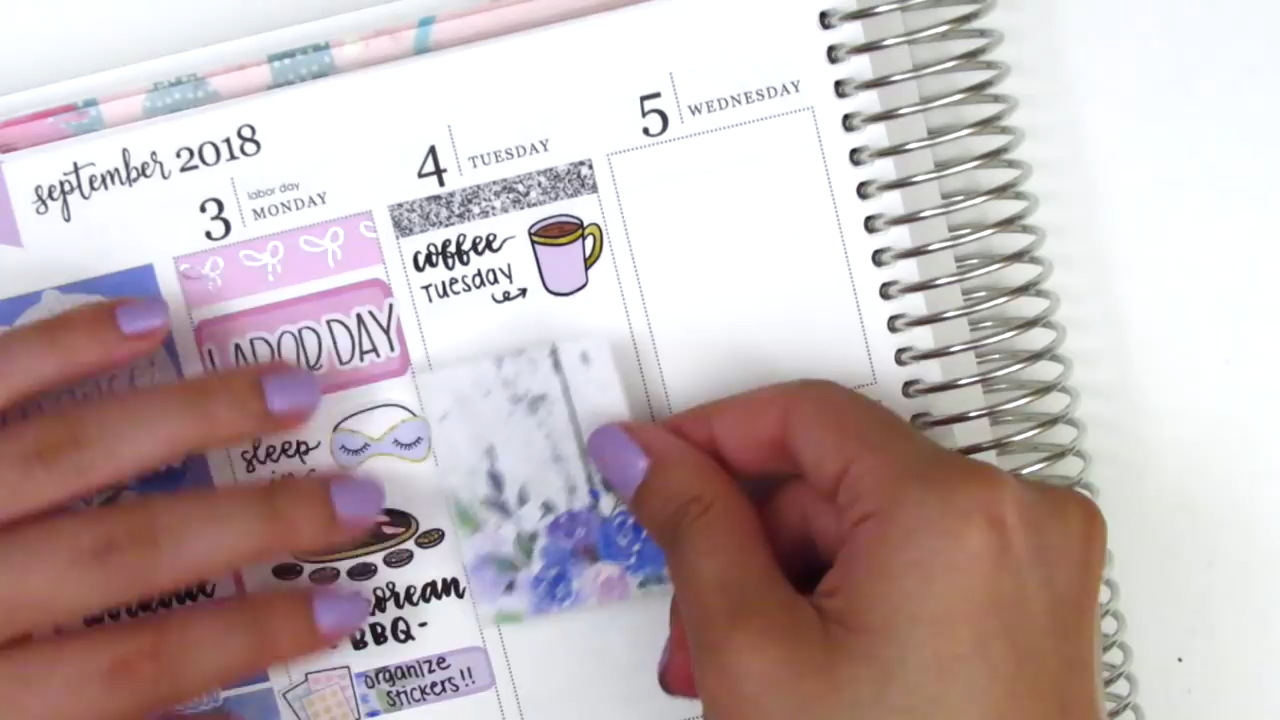 september 2018
3
labor day
MONDAY
4
TUESDAY
5
WEDNESDAY
LABOR DAY
coffee
Tuesday
sleep
BBQ-
organize
stickers!!